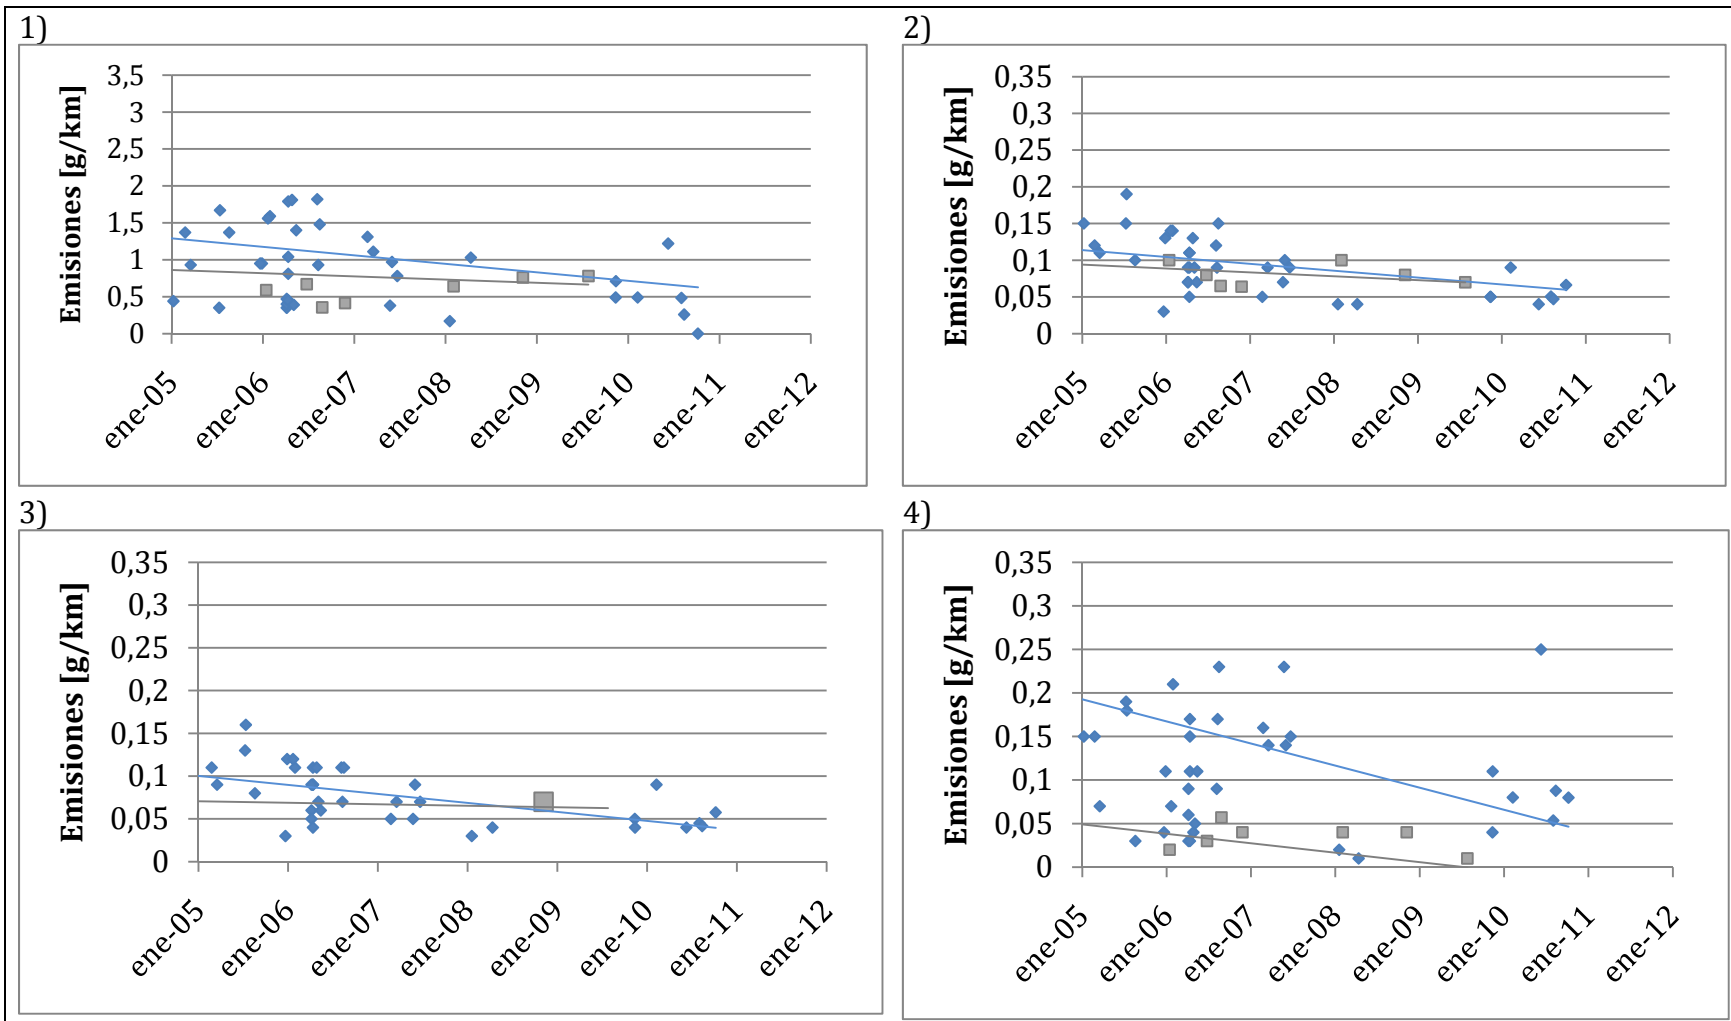 1)
Emisiones [g/km]
3,5
3
2,5
2
1,5
1
0,5
0
ene-05
ene-06
ene-07
ene-08
ene-09
ene-10
ene-11
ene-12
2)
Emisiones [g/km]
0,35
0,3
0,25
0,2
0,15
0,1
0,05
0
ene-05
ene-06
ene-07
ene-08
ene-09
ene-10
ene-11
ene-12
3)
Emisiones [g/km]
0,35
0,3
0,25
0,2
0,15
0,1
0,05
0
ene-05
ene-06
ene-07
ene-08
ene-09
ene-10
ene-11
ene-12
4)
Emisiones [g/km]
0,35
0,3
0,25
0,2
0,15
0,1
0,05
0
ene-05
ene-06
ene-07
ene-08
ene-09
ene-10
ene-11
ene-12